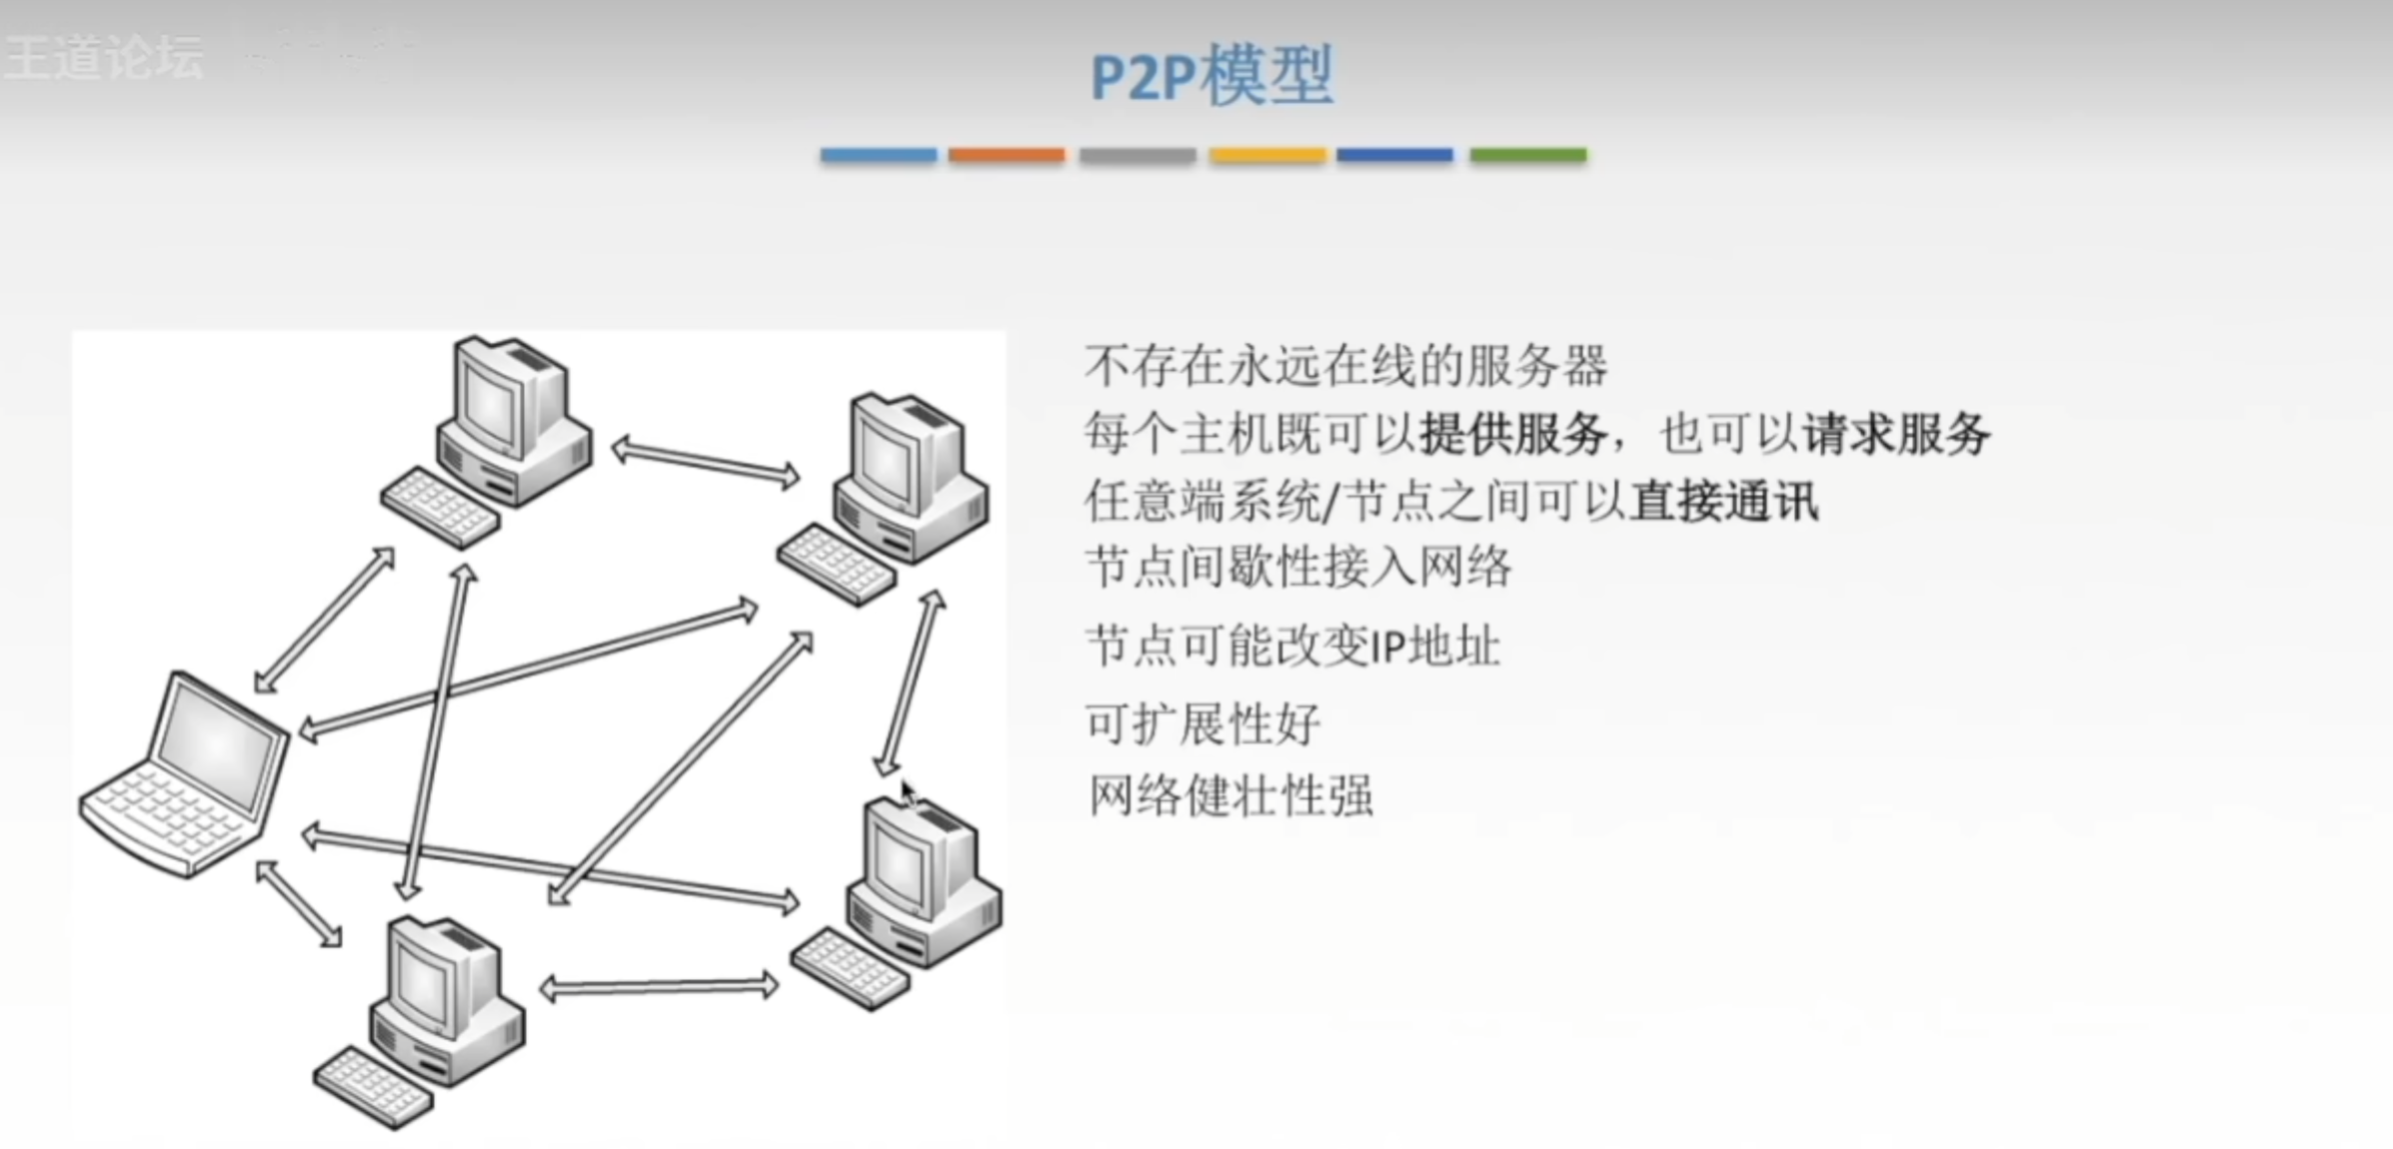 王道论坛
P2P模型
不存在永远在线的服务器
每个主机既可以提供服务，也可以请求服务
任意端系统/节点之间可以直接通讯
节点间歇性接入网络
节点可能改变IP地址
可扩展性好
网络健壮性强